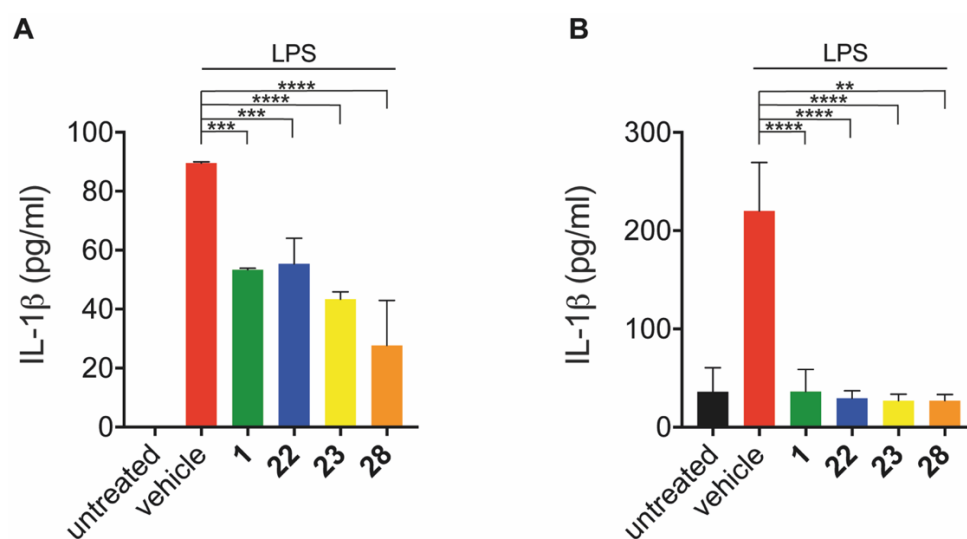 A
LPS
****
****
***
***
100
80
60
40
20
0
IL-1β (pg/ml)
untreated
vehicle
1
22
23
28
B
LPS
**
****
****
****
300
200
100
0
IL-1β (pg/ml)
untreated
vehicle
1
22
23
28